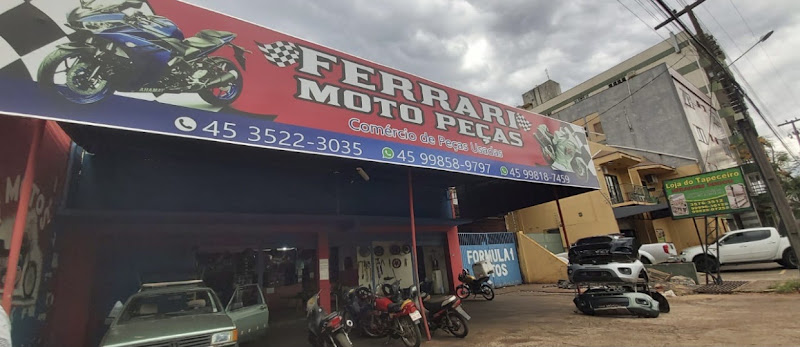 FERRARI
MOTO PEÇAS
Comércio de Peças Usadas
45 3522-3035
45 99858-9797
45 99818-7459
Loja do Tapeceiro
FORMULA 1